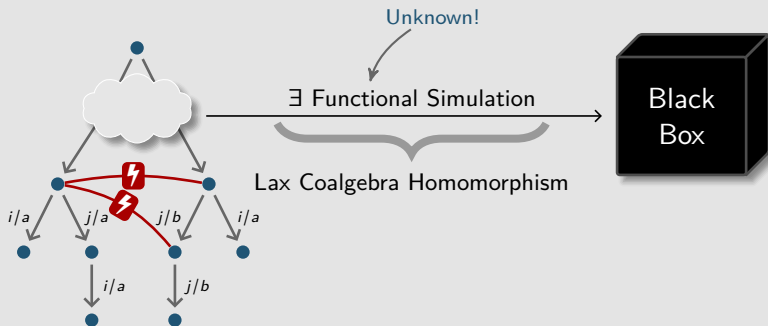 Unknown!
∃ Functional Simulation
Black
Box
Lax Coalgebra Homomorphism
i/a j/a j/b i/a
i/a j/b